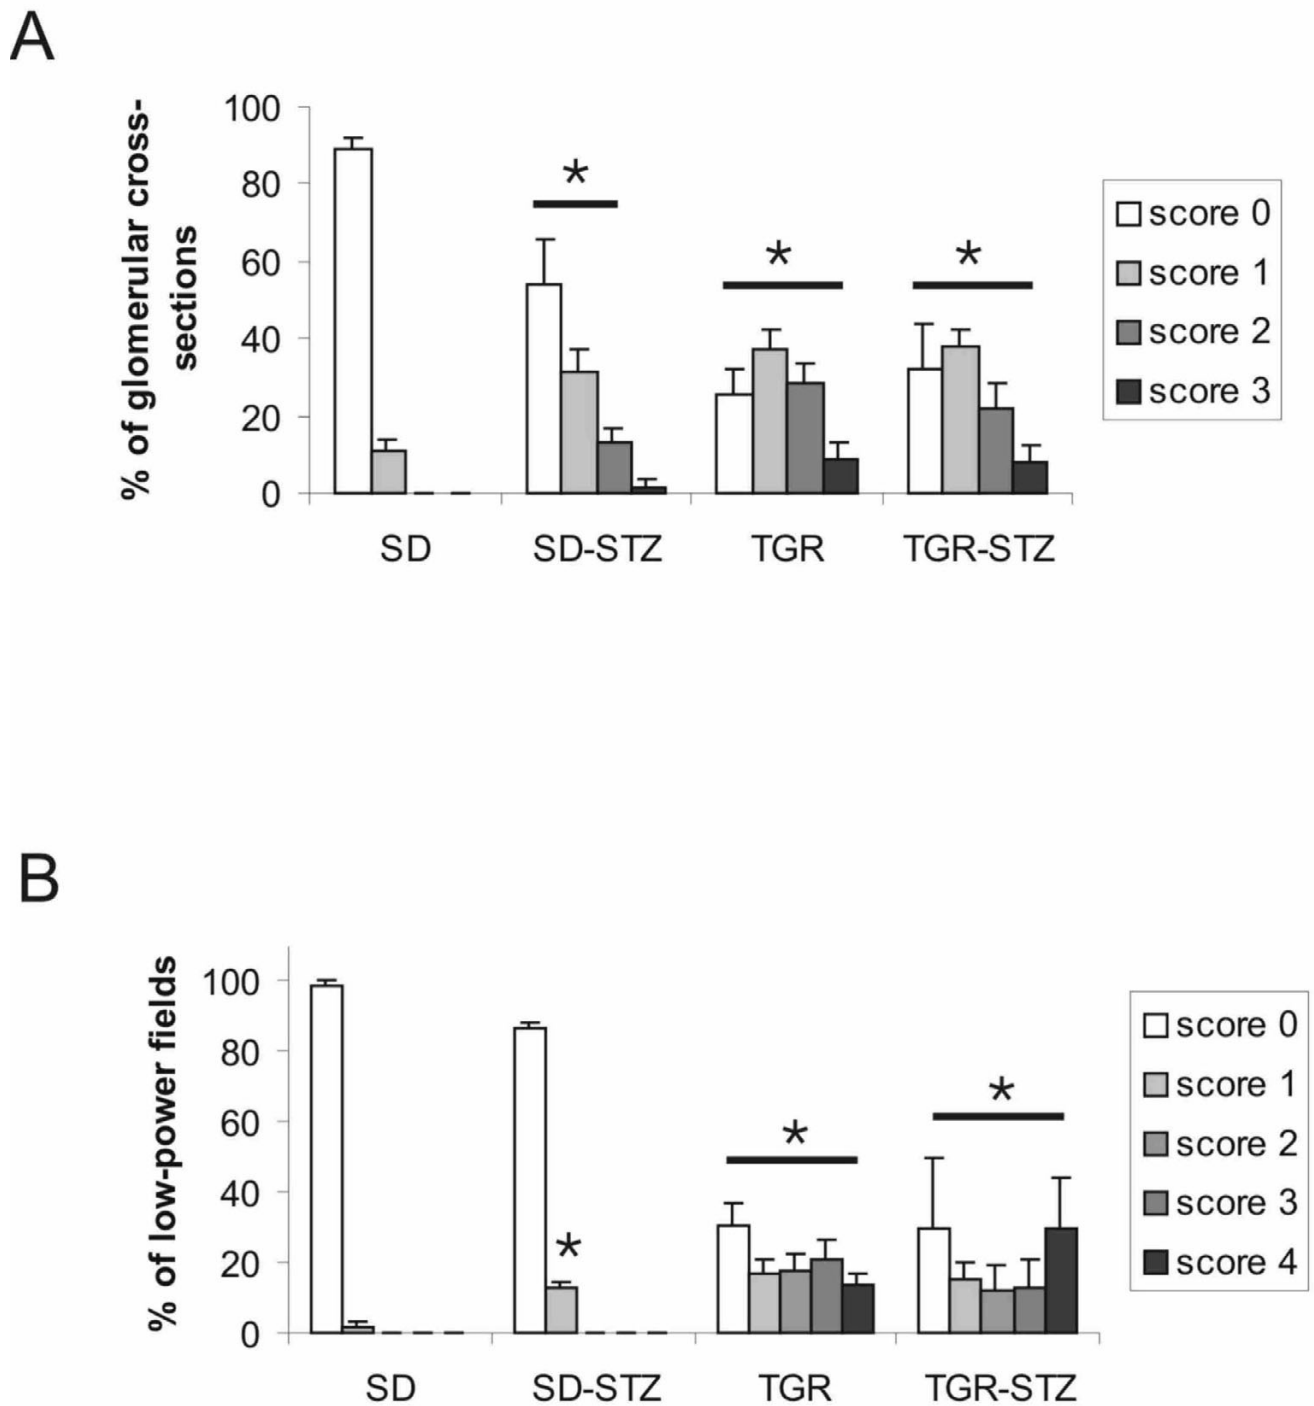 A
% of glomerular cross-
sections
100
80
60
40
20
0
*
*
*
SD
SD-STZ
TGR
TGR-STZ
score 0
score 1
score 2
score 3
B
% of low-power fields
100
80
60
40
20
0
*
*
*
SD
SD-STZ
TGR
TGR-STZ
score 0
score 1
score 2
score 3
score 4